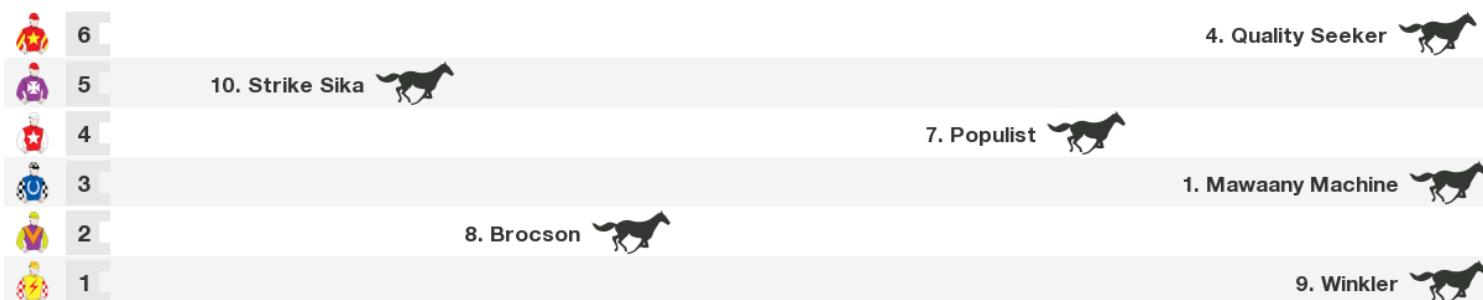 6 4. Quality Seeker
5 10. Strike Sika
4 7. Populist
3 1. Mawaany Machine
2 8. Brocson
1 9. Winkler